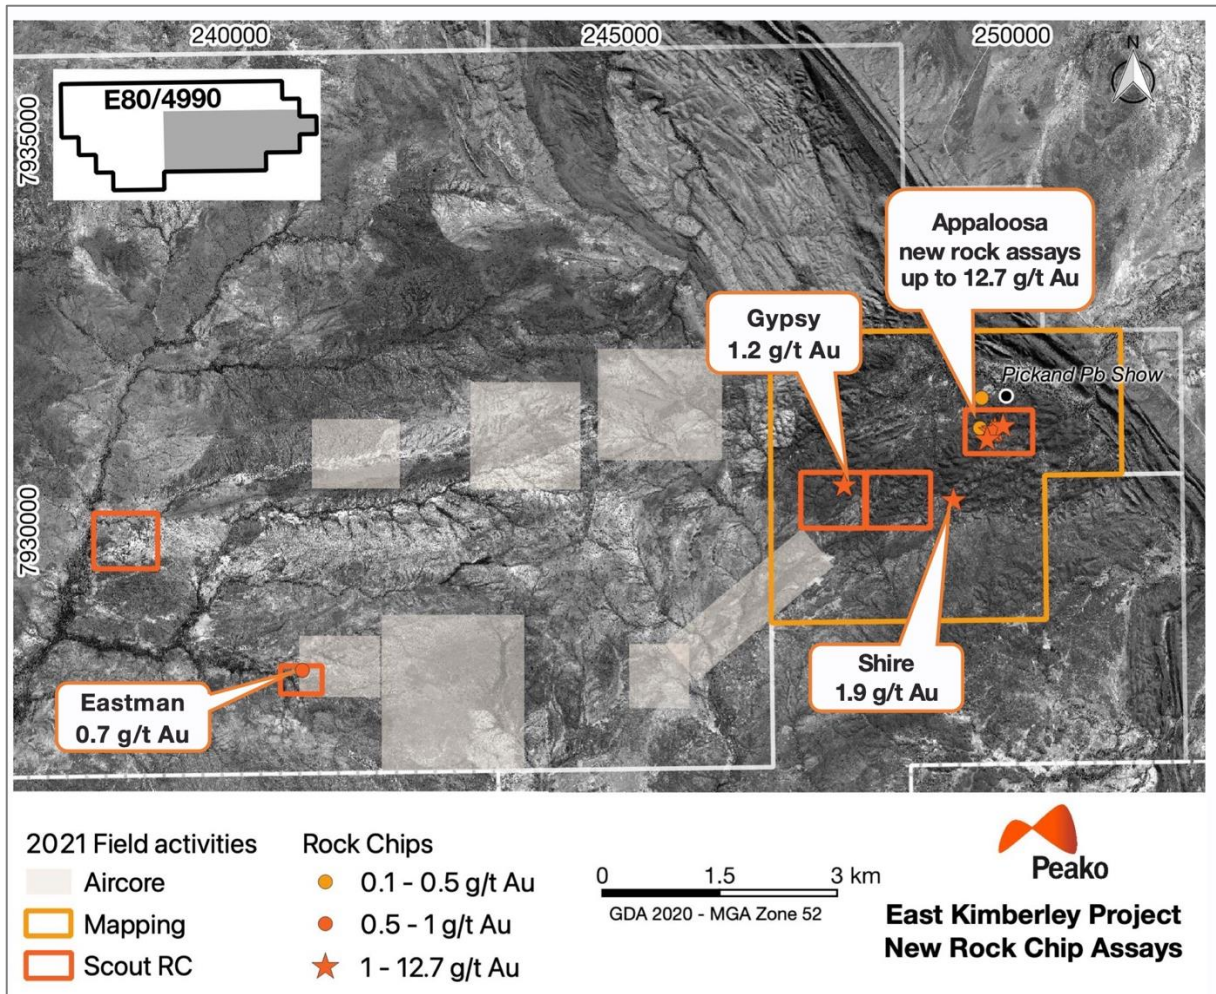 240000
245000
250000
N
E80/4990
7935000
Appaloosa
new rock assays
up to 12.7 g/t Au
Gypsy
1.2 g/t Au
Pickand Pb Show
7930000
Shire
1.9 g/t Au
Eastman
0.7 g/t Au
2021 Field activities
Aircore
Mapping
Scout RC
Rock Chips
0.1 - 0.5 g/t Au
0.5 - 1 g/t Au
1 - 12.7 g/t Au
0 1.5 3 km
GDA 2020 - MGA Zone 52
Peako
East Kimberley Project
New Rock Chip Assays